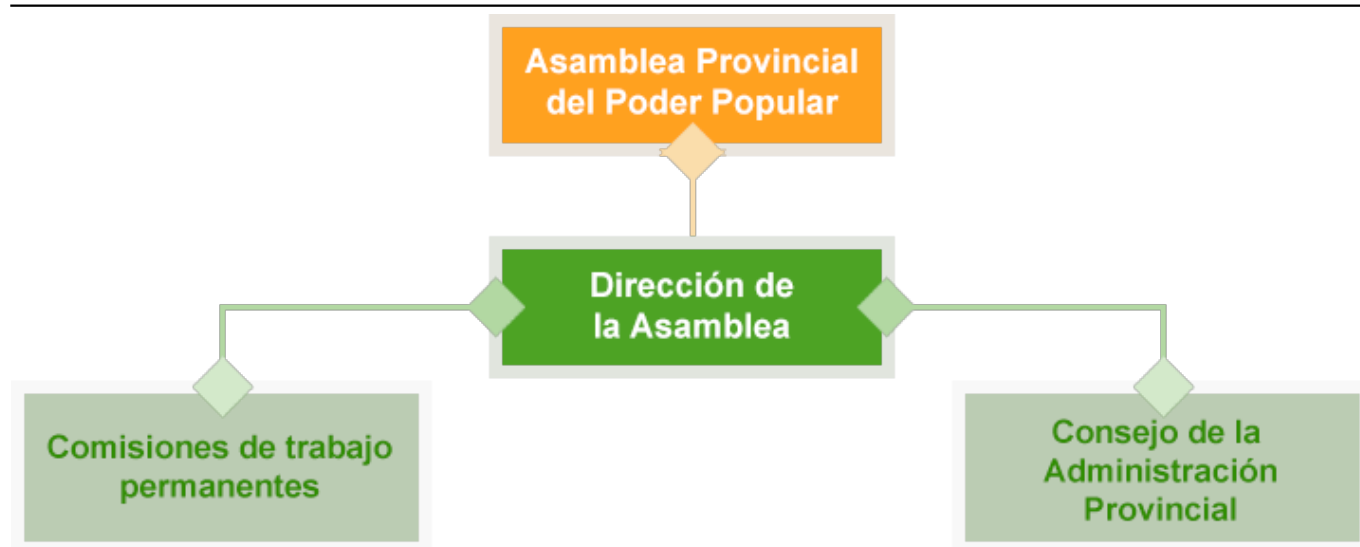 Asamblea Provincial
del Poder Popular
Dirección de
la Asamblea
Comisiones de trabajo
permanentes
Consejo de la
Administración
Provincial